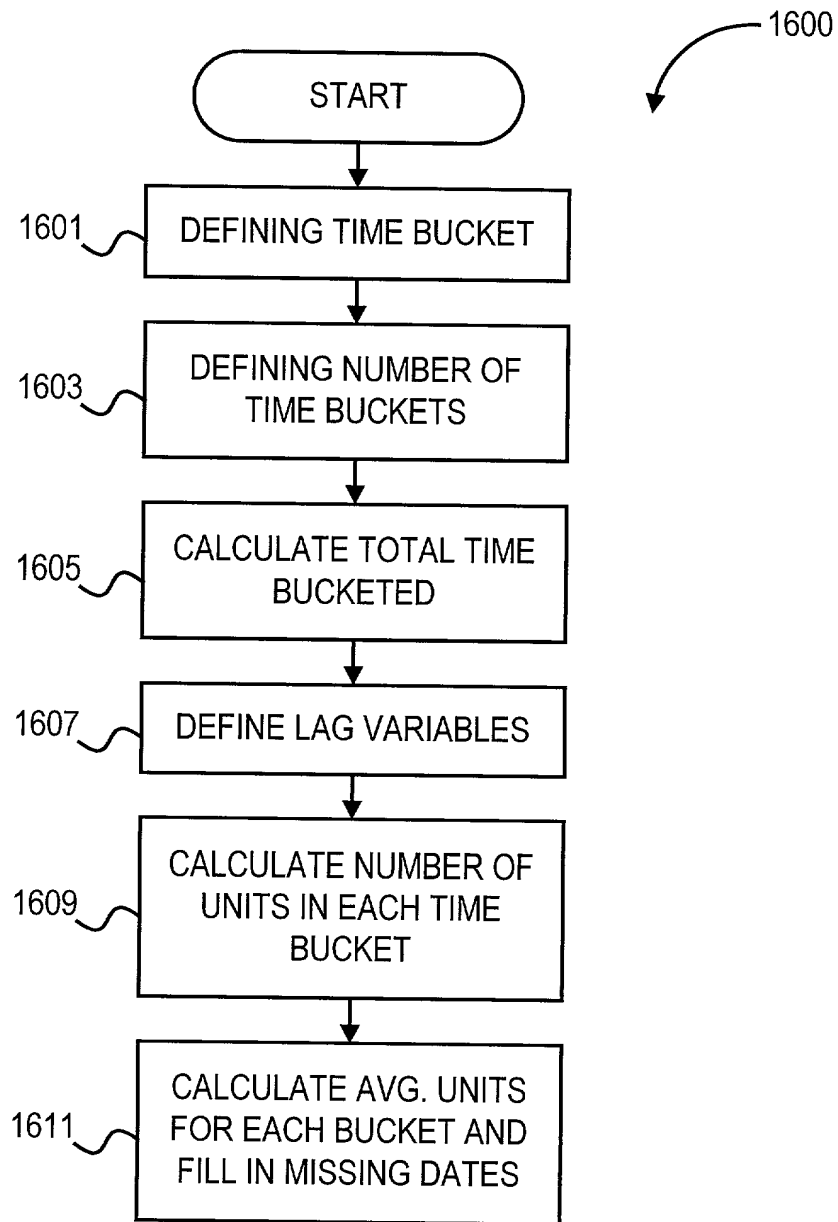 1600
START
1601
DEFINING TIME BUCKET
1603
DEFINING NUMBER OF
TIME BUCKETS
1605
CALCULATE TOTAL TIME
BUCKETED
1607
DEFINE LAG VARIABLES
1609
CALCULATE NUMBER OF
UNITS IN EACH TIME
BUCKET
1611
CALCULATE AVG. UNITS
FOR EACH BUCKET AND
FILL IN MISSING DATES